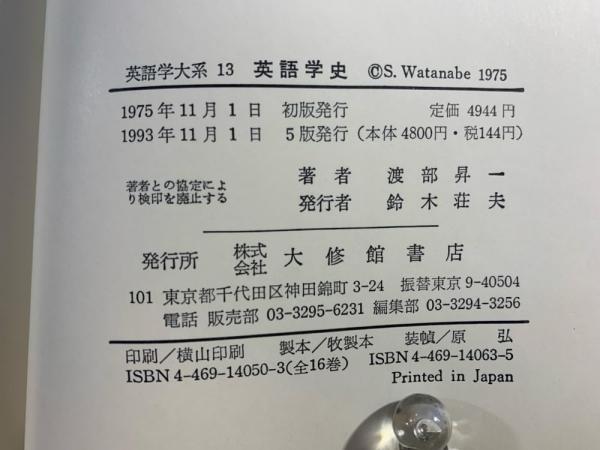 英語学大系 13 英語学史 ©S. Watanabe 1975
1975年11月1日 初版発行 定価 4944円
1993年11月1日 5版発行(本体4800円・税144円)
著者との協定によ
り検印を廃止する
著者 渡部昇一
発行者 鈴木荘夫
発行所 株式会社 大修館書店
101 東京都千代田区神田錦町3-24 振替東京9-40504
電話 販売部 03-3295-6231 編集部 03-3294-3256
印刷/横山印刷 製本/牧製本 装幀/原 弘
ISBN4-469-14050-3(全16巻) ISBN4-469-14063-5
Printed in Japan